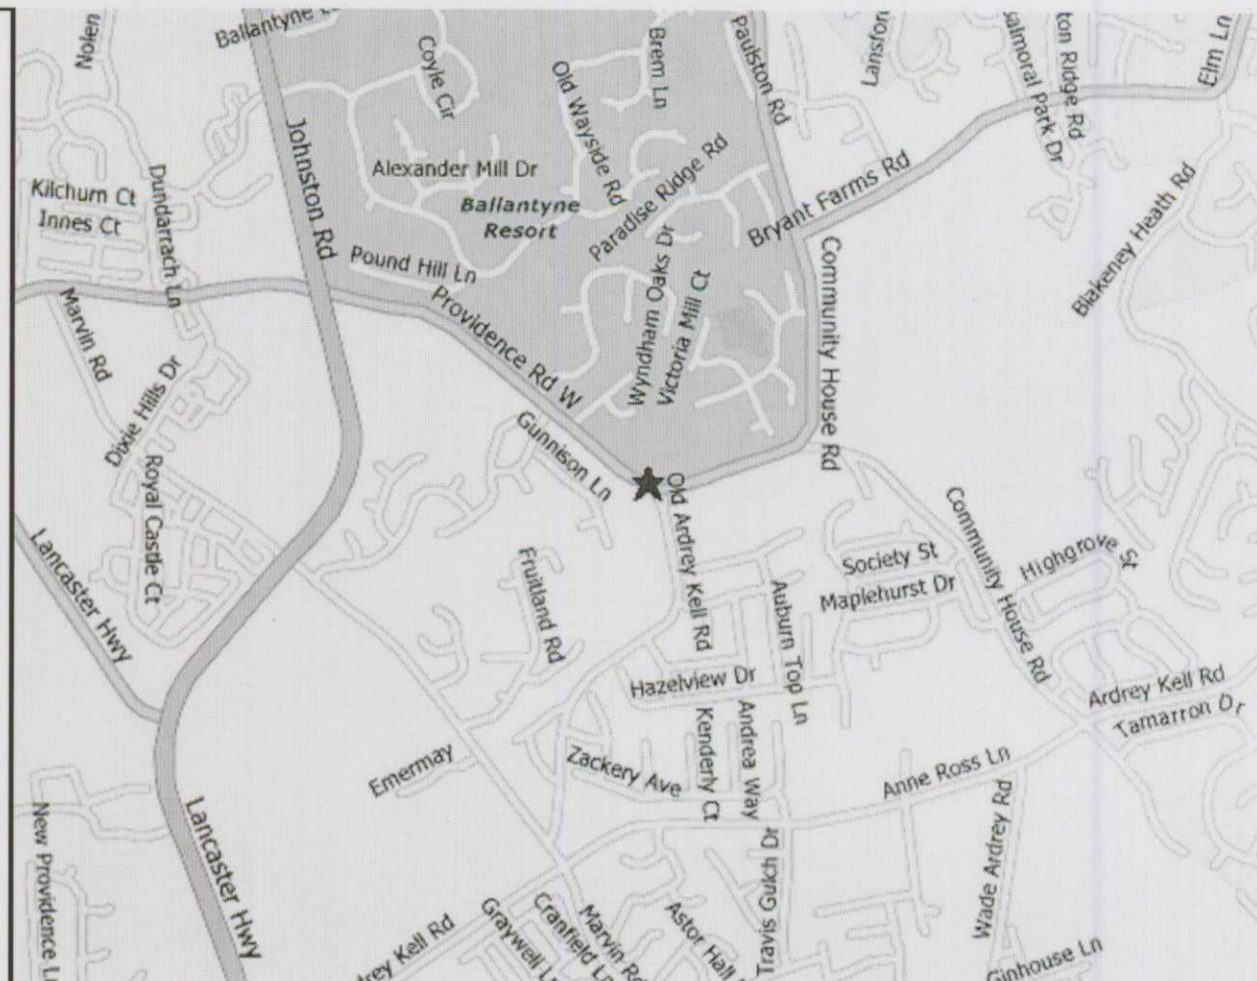 Nolen
Coyle Cir
Brem Ln
Paulston Rd
Lansford
ton Ridge Rd
Elm Ln
Johnston Rd
Old Wayside Rd
Alexander Mill Dr
Ballantyne
Resort
Paradise Ridge Rd
Bryant Farms Rd
Kilchurn Ct
Innes Ct
Dundarrach Ln
Pound Hill Ln
Providence Rd W
Wyndham Oaks Dr
Victoria Mill Ct
Community House Rd
Blakeney Heath Rd
Marvin Rd
Dixie Hills Dr
Gunnison Ln
Royal Castle Ct
Old Ardrey Kell Rd
Lancaster Hwy
Fruitland Rd
Auburn Top Ln
Society St
Maplehurst Dr
Community House Rd
Highgrove St
Hazelview Dr
Ardrey Kell Rd
Tamarron Dr
Emermay
Zackery Ave
Kenderly Ct
Andrea Way
Anne Ross Ln
New Providence L
Lancaster Hwy
Wade Ardrey Rd
Travis Gulch Dr
drey Kell Rd
Graywell L
Cranfield Ln
Marvin Rd
Astor Hall
Ginhouse Ln
almoral Park Dr
Ballantyne